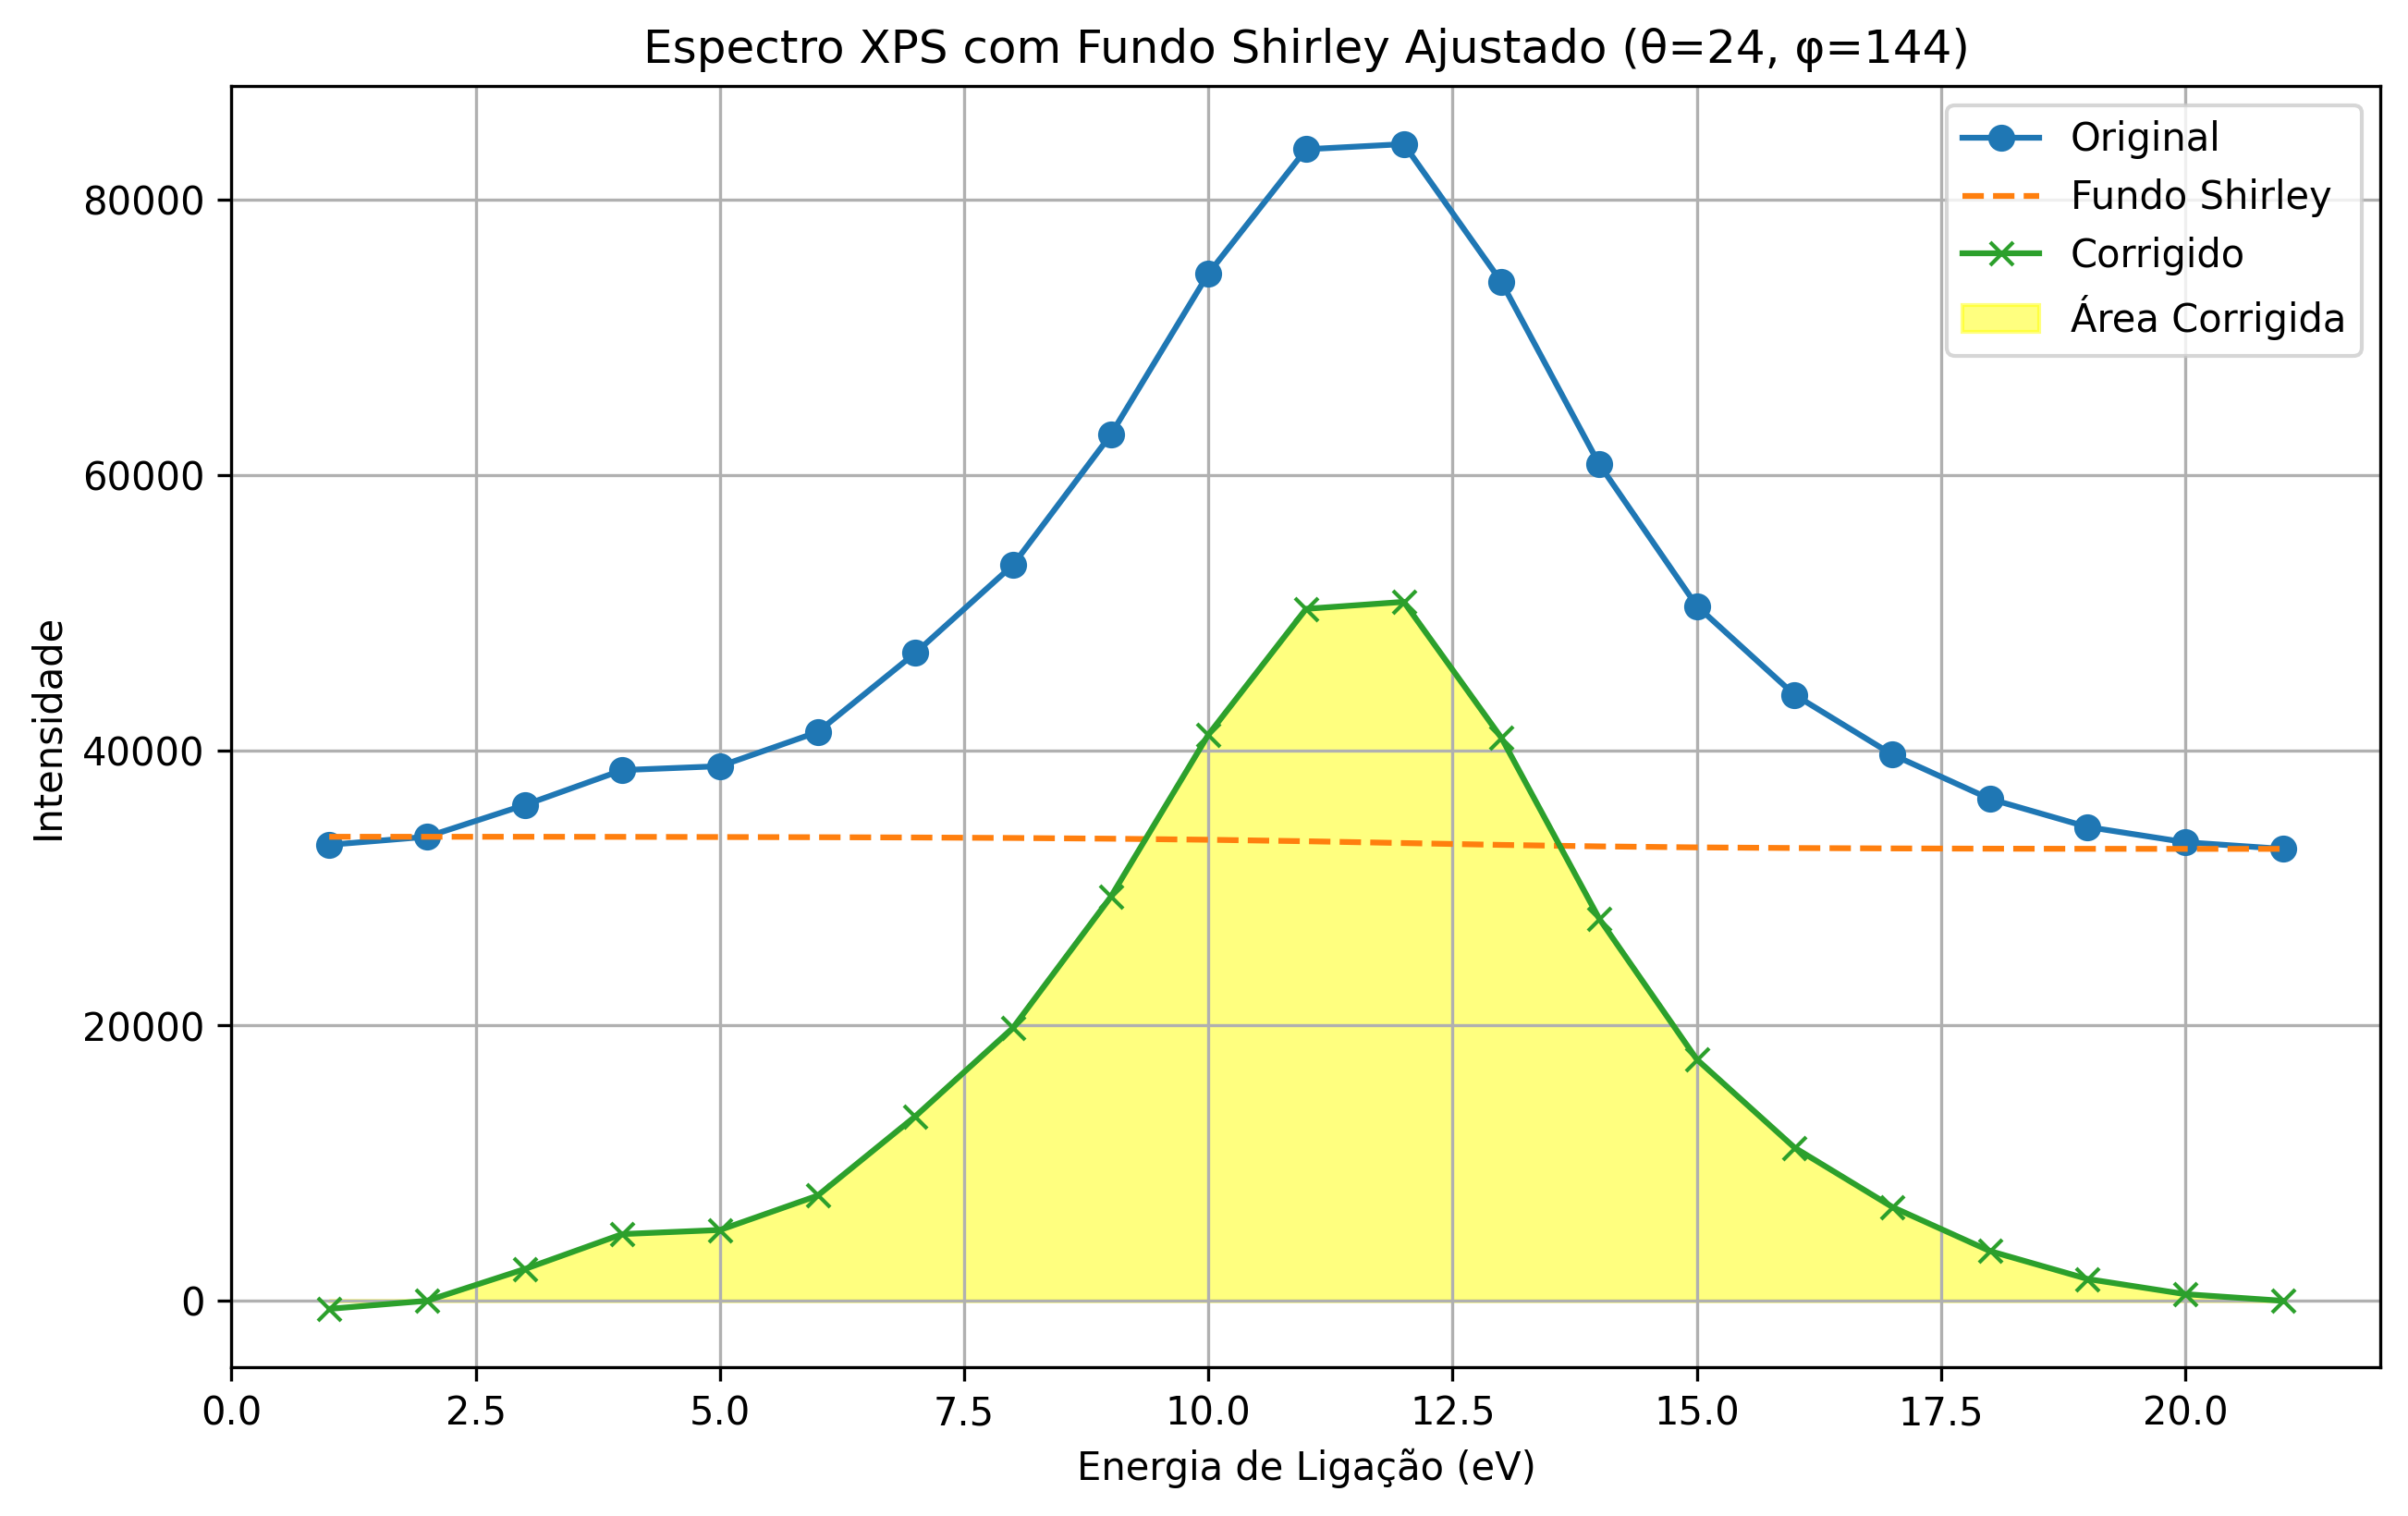 Espectro XPS com Fundo Shirley Ajustado (θ=24, φ=144)
Original
Fundo Shirley
Corrigido
Área Corrigida
Intensidade
80000
60000
40000
20000
0
0.0 2.5 5.0 7.5 10.0 12.5 15.0 17.5 20.0
Energia de Ligação (eV)